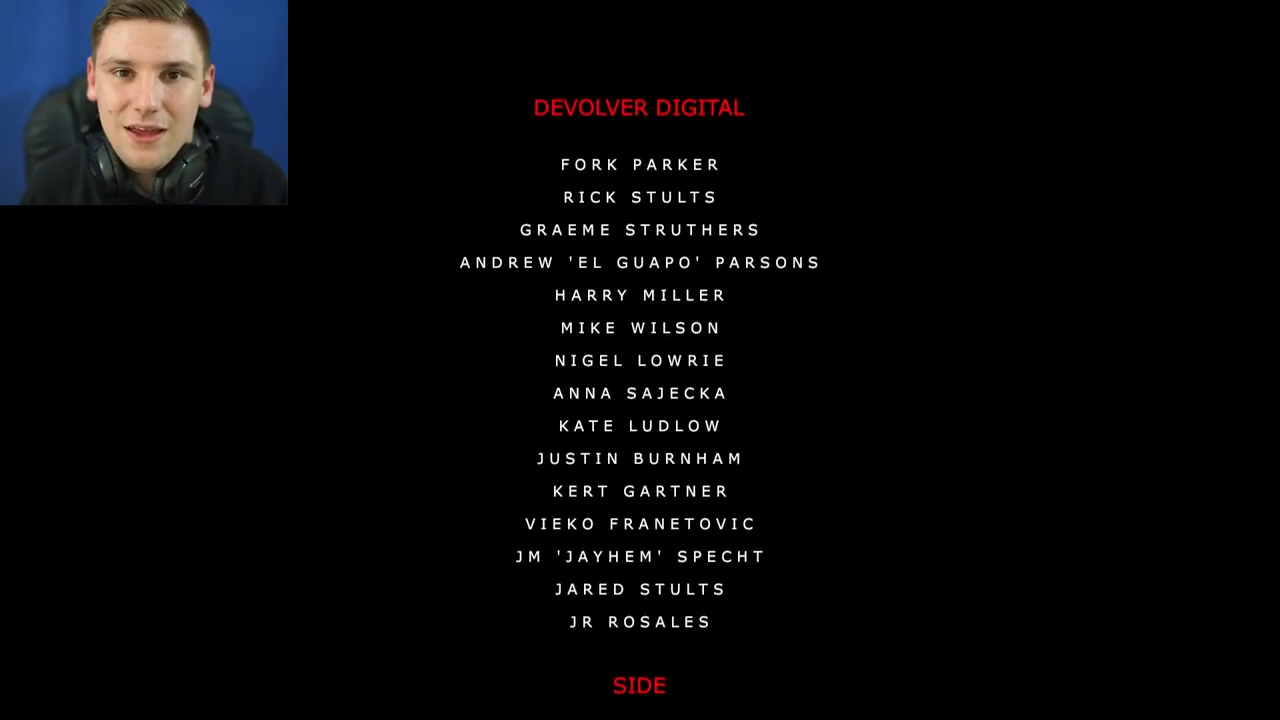 DEVOLVER DIGITAL
FORK PARKER
RICK STULTS
GRAEME STRUTHERS
ANDREW 'EL GUAPO' PARSONS
HARRY MILLER
MIKE WILSON
NIGEL LOWRIE
ANNA SAJECKA
KATE LUDLOW
JUSTIN BURNHAM
KERT GARTNER
VIEKO FRANETOVIC
JM 'JAYHEM' SPECHT
JARED STULTS
JR ROSALES
SIDE